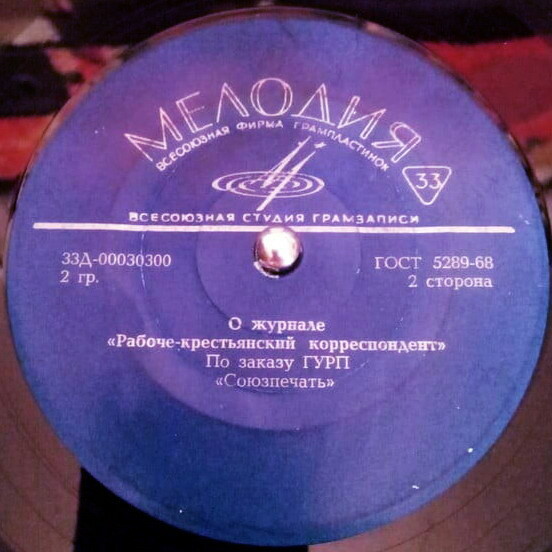 МЕЛОДИЯ
ВСЕСОЮЗНАЯ ФИРМА ГРАМПЛАСТИНОК
33
ВСЕСОЮЗНАЯ СТУДИЯ ГРАМЗАПИСИ
33Д-00030300
ГОСТ 5289-68
2 гр.
2 сторона
О журнале
«Рабоче-крестьянский корреспондент»
По заказу ГУРП
«Союзпечать»